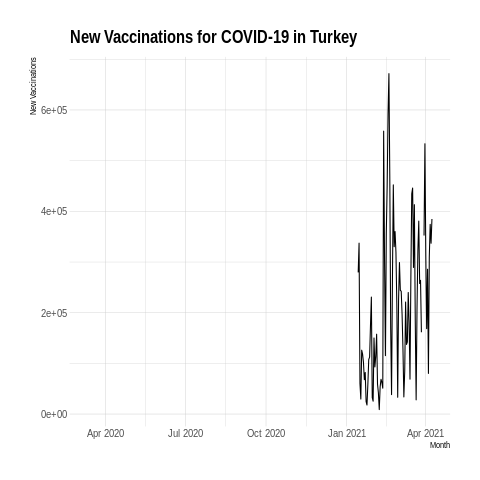 New Vaccinations for COVID-19 in Turkey
New Vaccinations
6e+05
4e+05
2e+05
0e+00
Apr 2020 Jul 2020 Oct 2020 Jan 2021 Apr 2021
Month